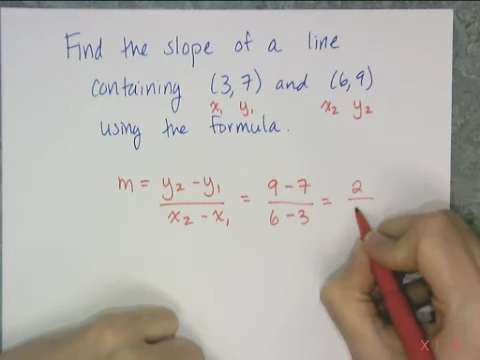 Find the slope of a line
containing (3,7) and (6,9)
x₁ y₁ x₂ y₂
using the formula.
m = y₂ - y₁ / x₂ - x₁ = 9 - 7 / 6 - 3 = 2 /